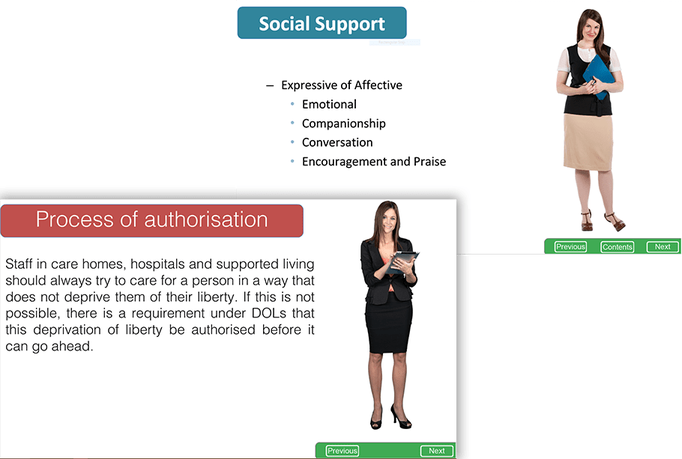 Social Support
– Expressive of Affective
• Emotional
• Companionship
• Conversation
• Encouragement and Praise
Previous Contents Next
Process of authorisation
Staff in care homes, hospitals and supported living
should always try to care for a person in a way that
does not deprive them of their liberty. If this is not
possible, there is a requirement under DOLs that
this deprivation of liberty be authorised before it
can go ahead.
Previous Next